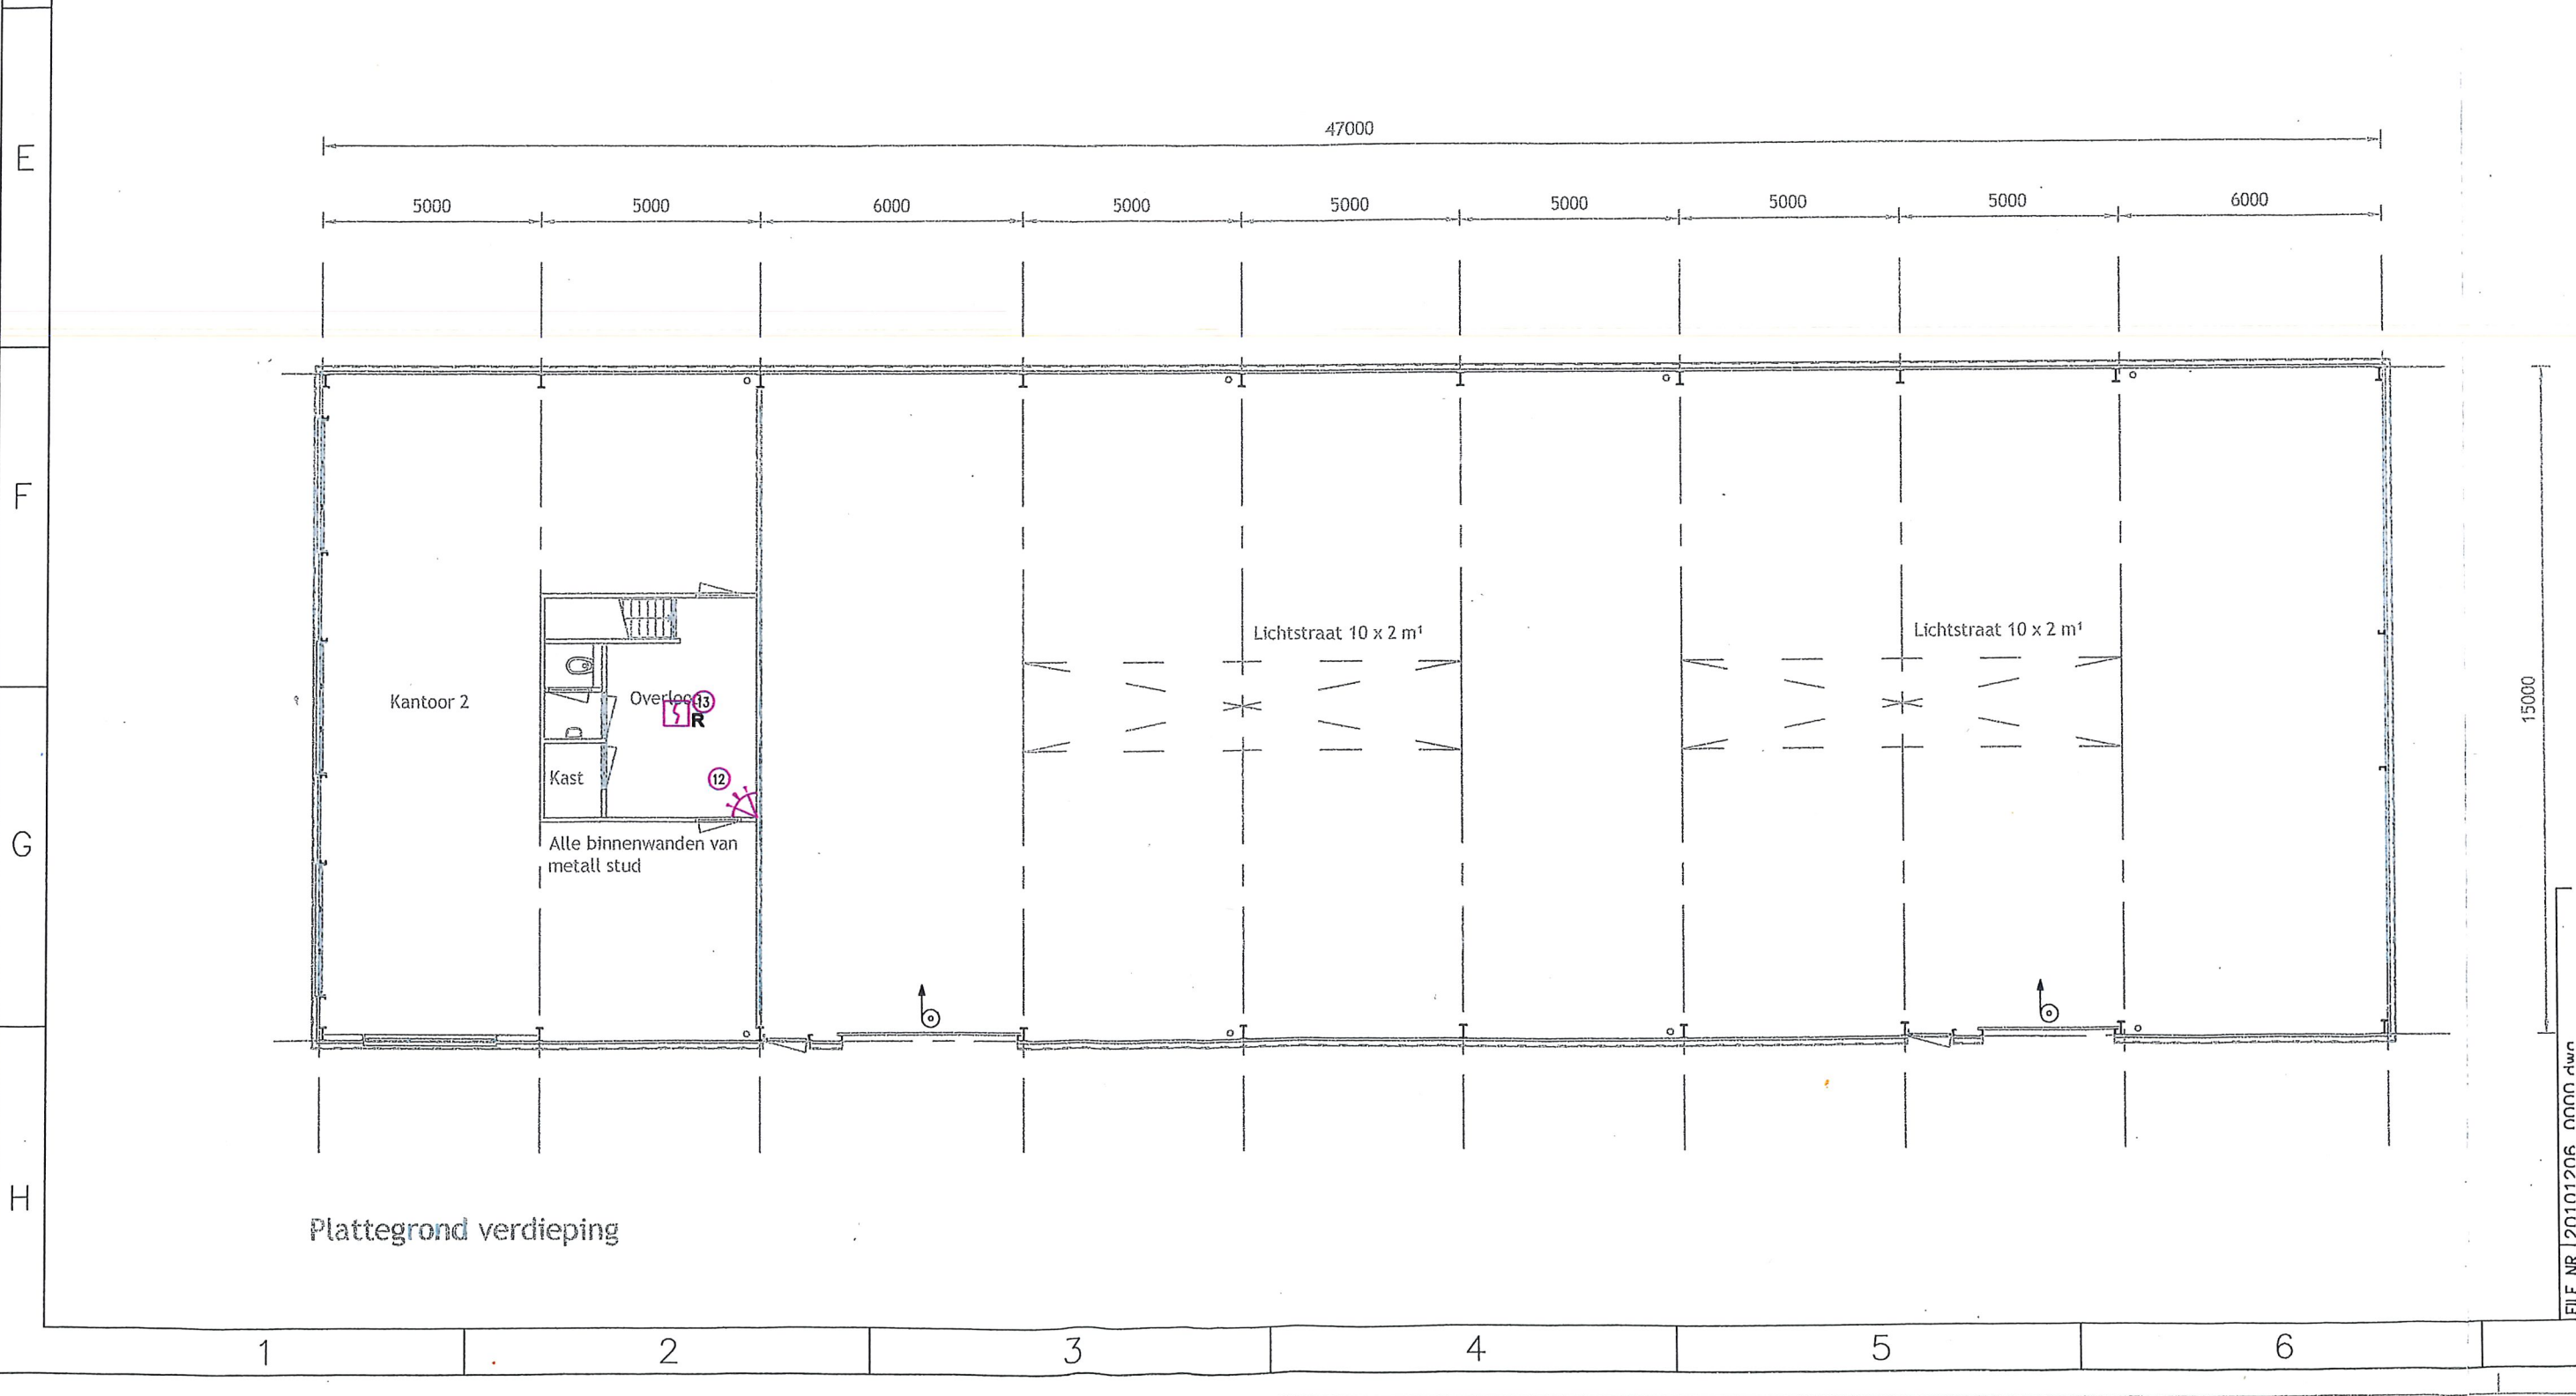 E
47000
5000 5000 6000 5000 5000 5000 5000 5000 6000
F
Lichtstraat 10 x 2 m¹
Lichtstraat 10 x 2 m¹
Kantoor 2
13
R
15000
12
Kast
G
Alle binnenwanden van
metall stud
H
Plattegrond verdieping
FILE NR 20101206_0000.dwg
1 2 3 4 5 6